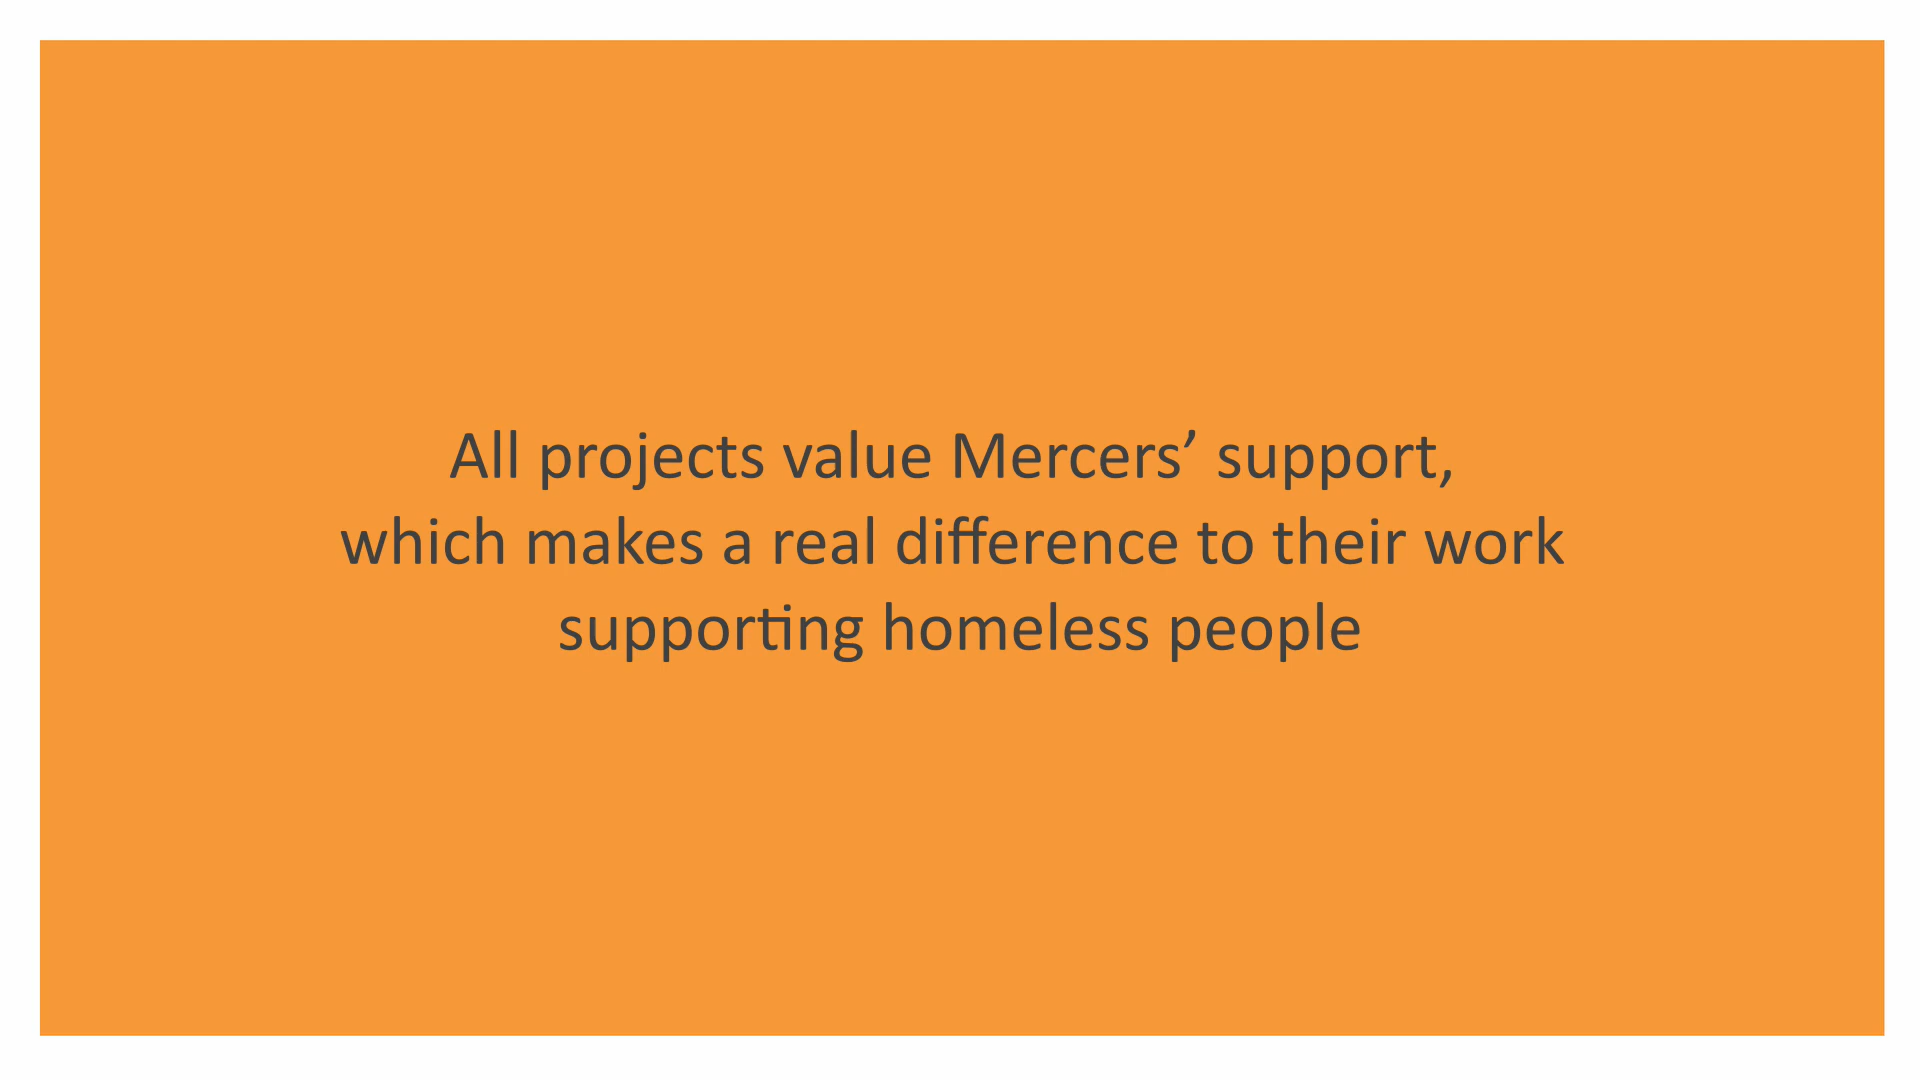 All projects value Mercers’ support,
which makes a real difference to their work
supporting homeless people